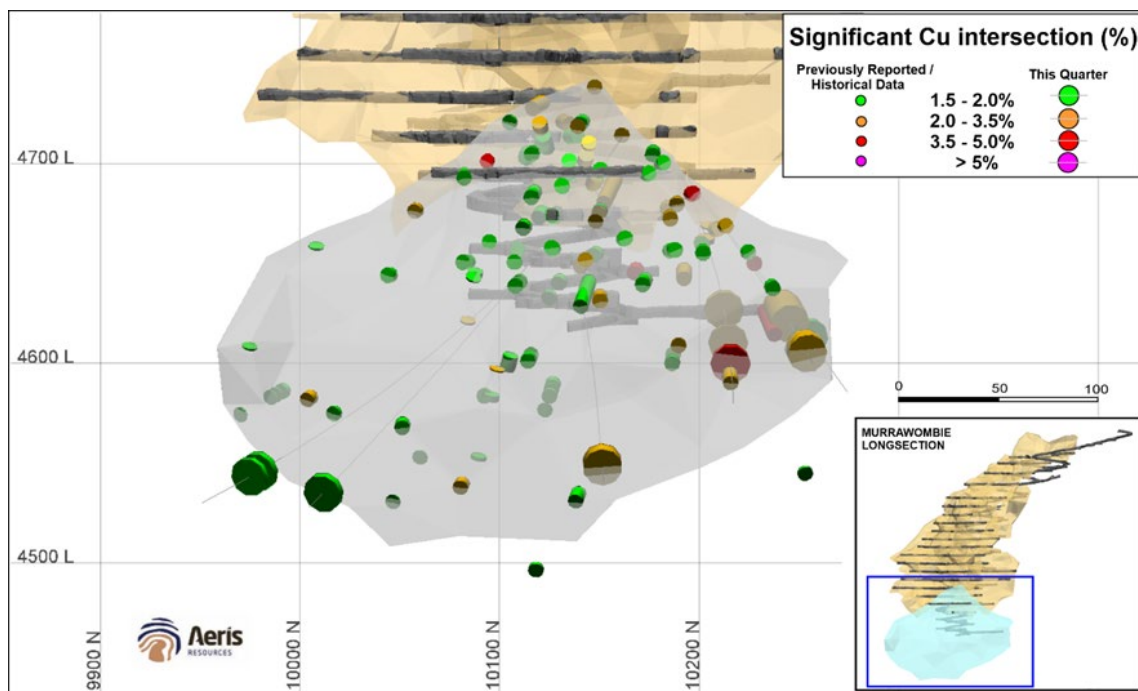 Significant Cu intersection (%)
Previously Reported /
Historical Data
This Quarter
1.5 - 2.0%
2.0 - 3.5%
3.5 - 5.0%
> 5%
4700 L
4600 L
4500 L
0 50 100
MURRAWOMBIE
LONGSECTION
Aeris
RESOURCES
9900 N
10000 N
10100 N
10200 N